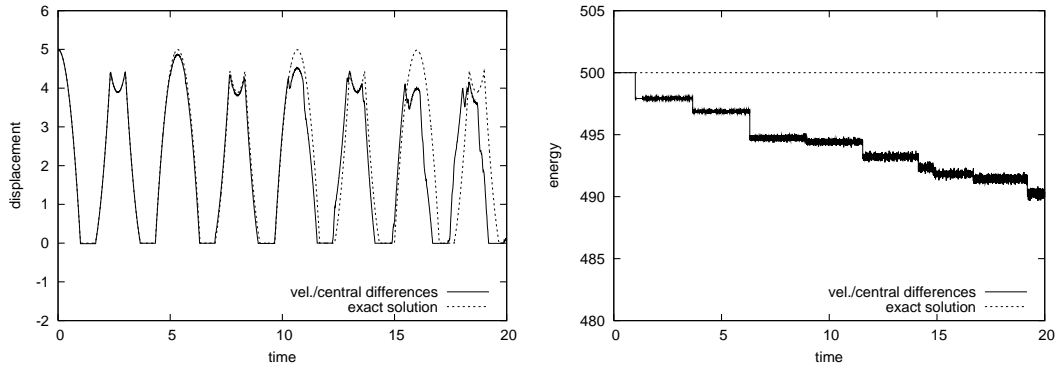 6
5
4
3
2
1
0
-1
-2
displacement
vel./central differences
exact solution
0 5 10 15 20
time
505
500
495
490
485
480
energy
vel./central differences
exact solution
0 5 10 15 20
time